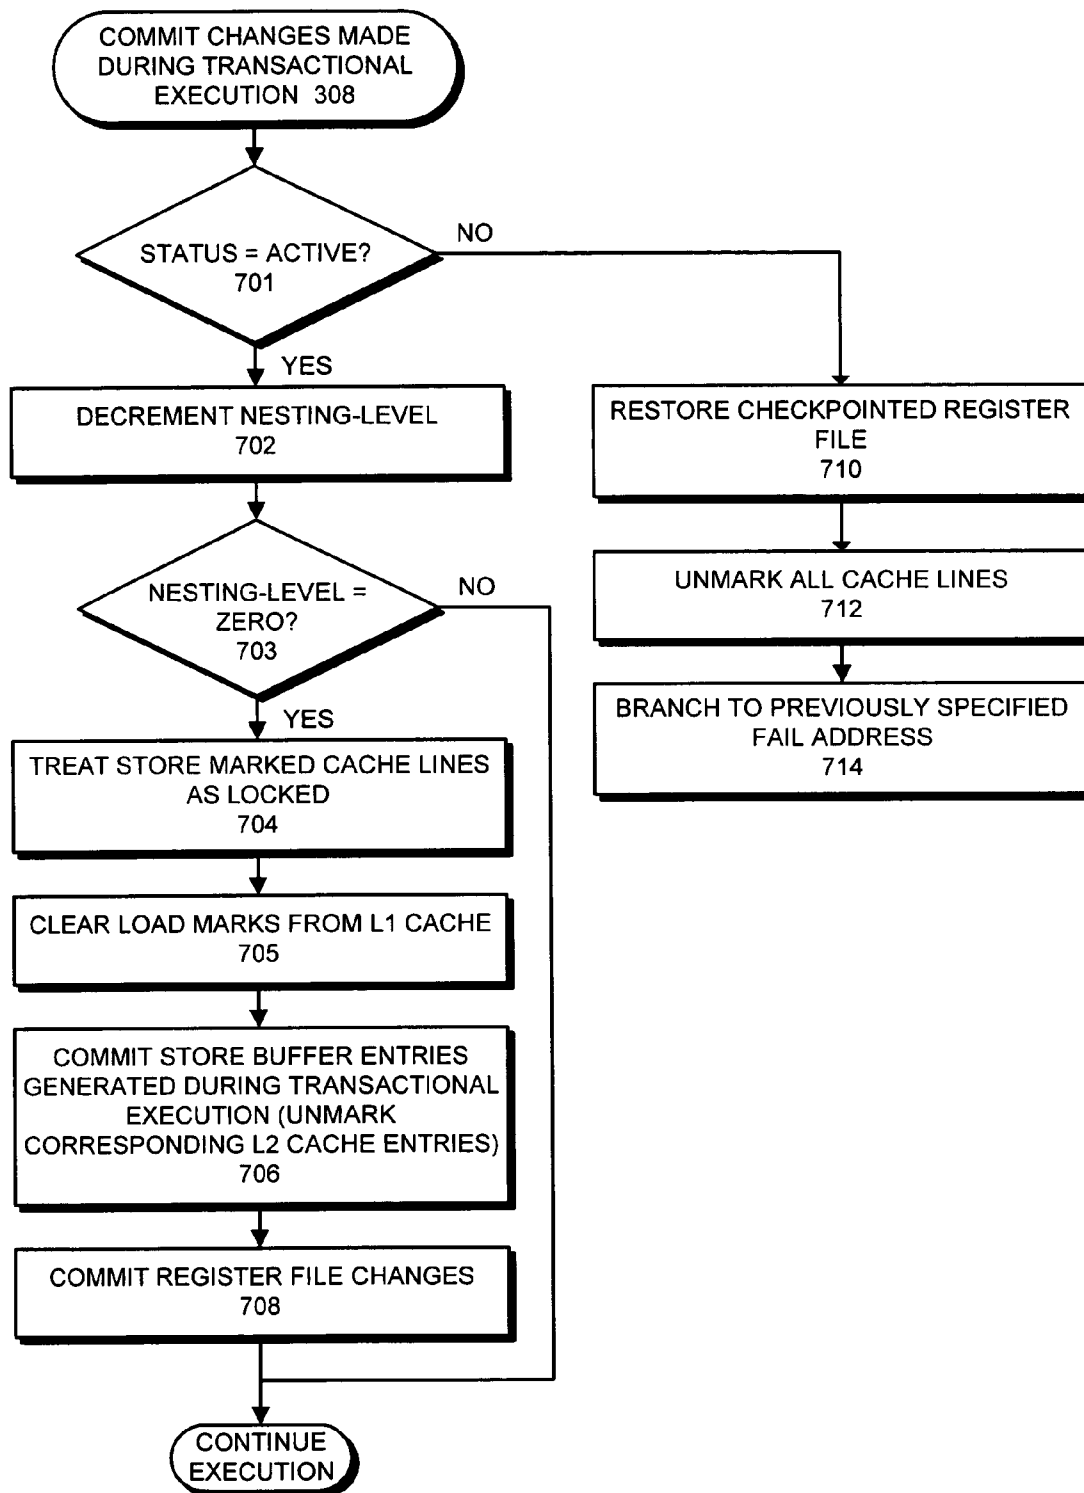 COMMIT CHANGES MADE
DURING TRANSACTIONAL
EXECUTION 308
STATUS = ACTIVE?
701
NO
YES
DECREMENT NESTING-LEVEL
702
NESTING-LEVEL =
ZERO?
703
NO
YES
TREAT STORE MARKED CACHE LINES
AS LOCKED
704
CLEAR LOAD MARKS FROM L1 CACHE
705
COMMIT STORE BUFFER ENTRIES
GENERATED DURING TRANSACTIONAL
EXECUTION (UNMARK
CORRESPONDING L2 CACHE ENTRIES)
706
COMMIT REGISTER FILE CHANGES
708
CONTINUE
EXECUTION
RESTORE CHECKPOINTED REGISTER
FILE
710
UNMARK ALL CACHE LINES
712
BRANCH TO PREVIOUSLY SPECIFIED
FAIL ADDRESS
714